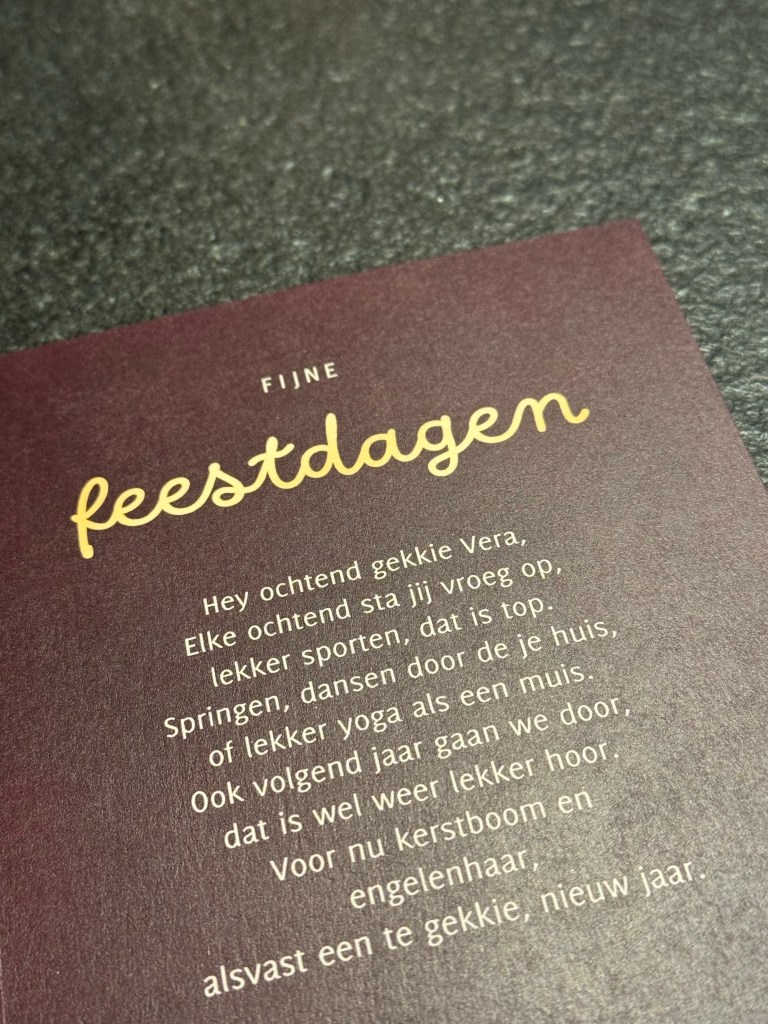 FIJNE
feestdagen
Hey ochtend gekkie Vera,
Elke ochtend sta jij vroeg op,
lekker sporten, dat is top.
Springen, dansen door de je huis,
of lekker yoga als een muis.
Ook volgend jaar gaan we door,
dat is wel weer lekker hoor.
Voor nu kerstboom en
engelenhaar,
alsvast een te gekkie, nieuw jaar.